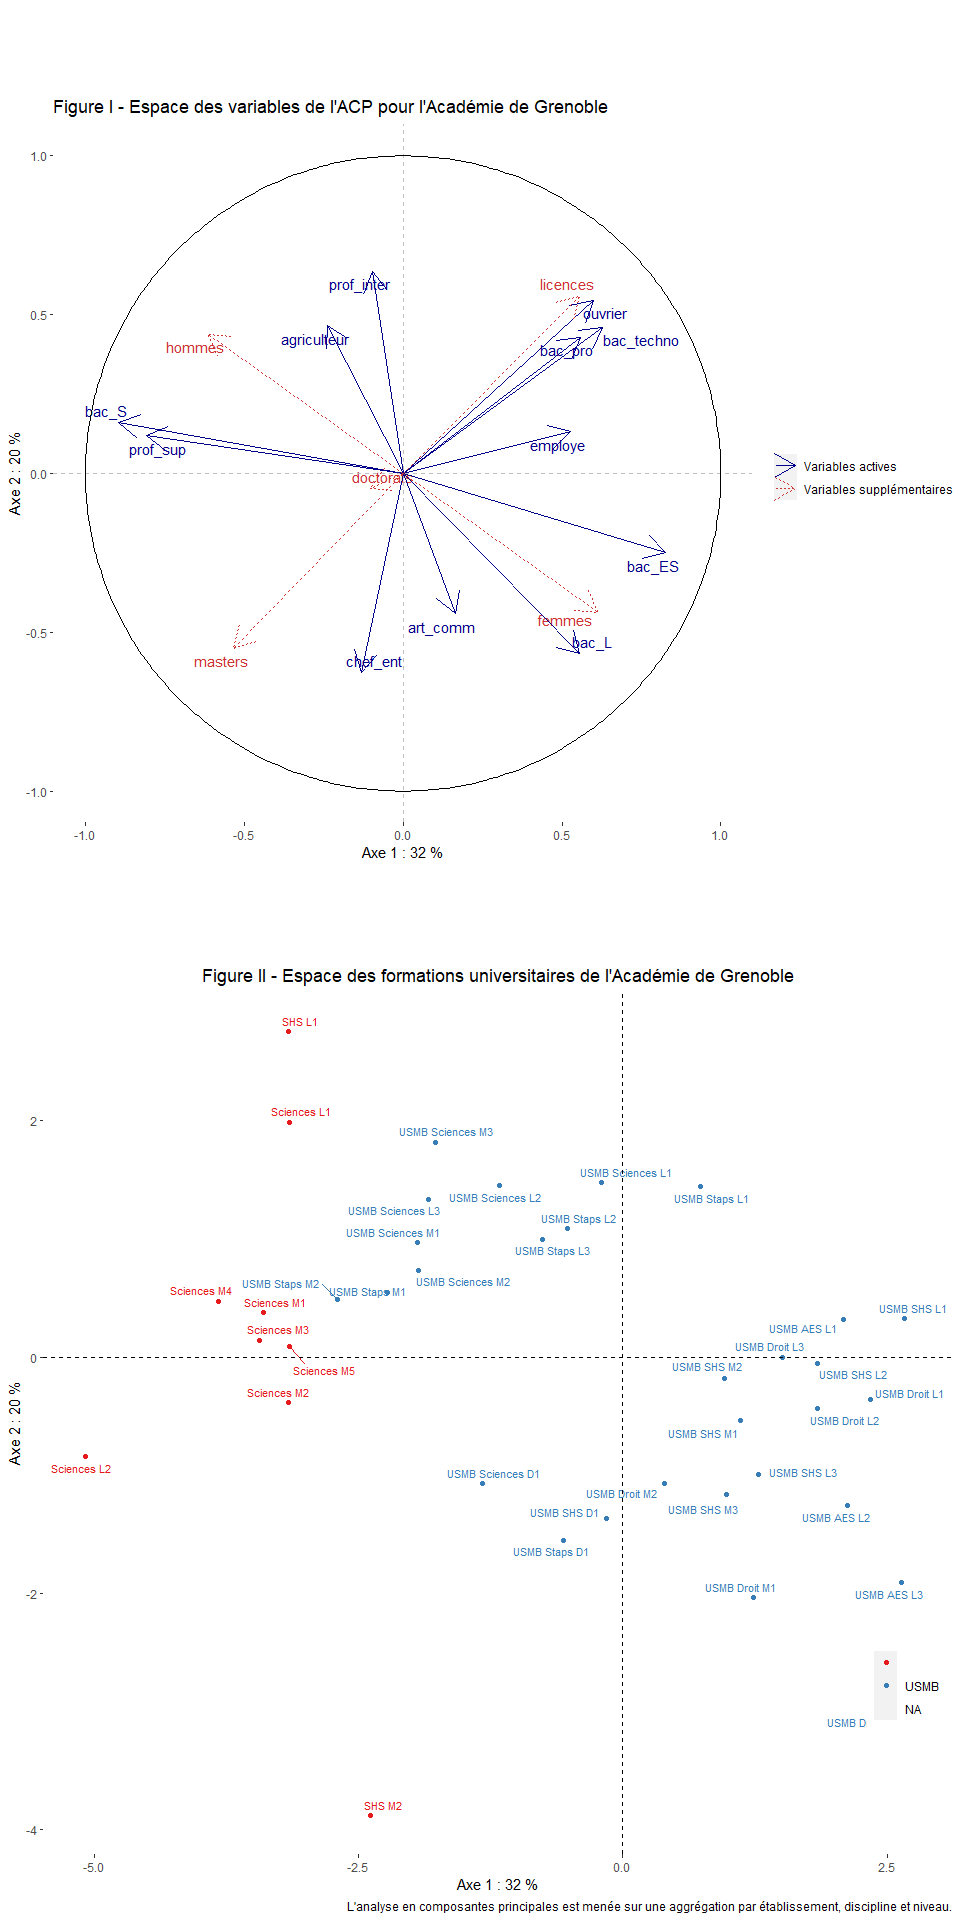 Figure I - Espace des variables de l'ACP pour l'Académie de Grenoble
1.0
prof_inter
licences
0.5
ouvrier
agriculteur
bac_techno
hommes
bac_pro
bac_S
prof_sup
employe
Variables actives
0.0
doctorats
Variables supplémentaires
Axe 2 : 20 %
bac_ES
femmes
art_comm
-0.5
bac_L
masters
chef_ent
-1.0
-1.0 -0.5 0.0 0.5 1.0
Axe 1 : 32 %
Figure II - Espace des formations universitaires de l'Académie de Grenoble
SHS L1
Sciences L1
2
USMB Sciences M3
USMB Sciences L1
USMB Sciences L2
USMB Staps L1
USMB Sciences L3
USMB Staps L2
USMB Sciences M1
USMB Staps L3
USMB Staps M2
USMB Sciences M2
Sciences M4
USMB Staps M1
Sciences M1
USMB SHS L1
USMB AES L1
Sciences M3
USMB Droit L3
0
Sciences M5
USMB SHS M2
USMB SHS L2
Sciences M2
USMB Droit L1
USMB Droit L2
Axe 2 : 20 %
USMB SHS M1
Sciences L2
USMB Sciences D1
USMB SHS L3
USMB Droit M2
USMB SHS D1
USMB SHS M3
USMB AES L2
USMB Staps D1
-2
USMB Droit M1
USMB AES L3
USMB
NA
USMB D
SHS M2
-4
-5.0 -2.5 0.0 2.5
Axe 1 : 32 %
L'analyse en composantes principales est menée sur une aggrégation par établissement, discipline et niveau.